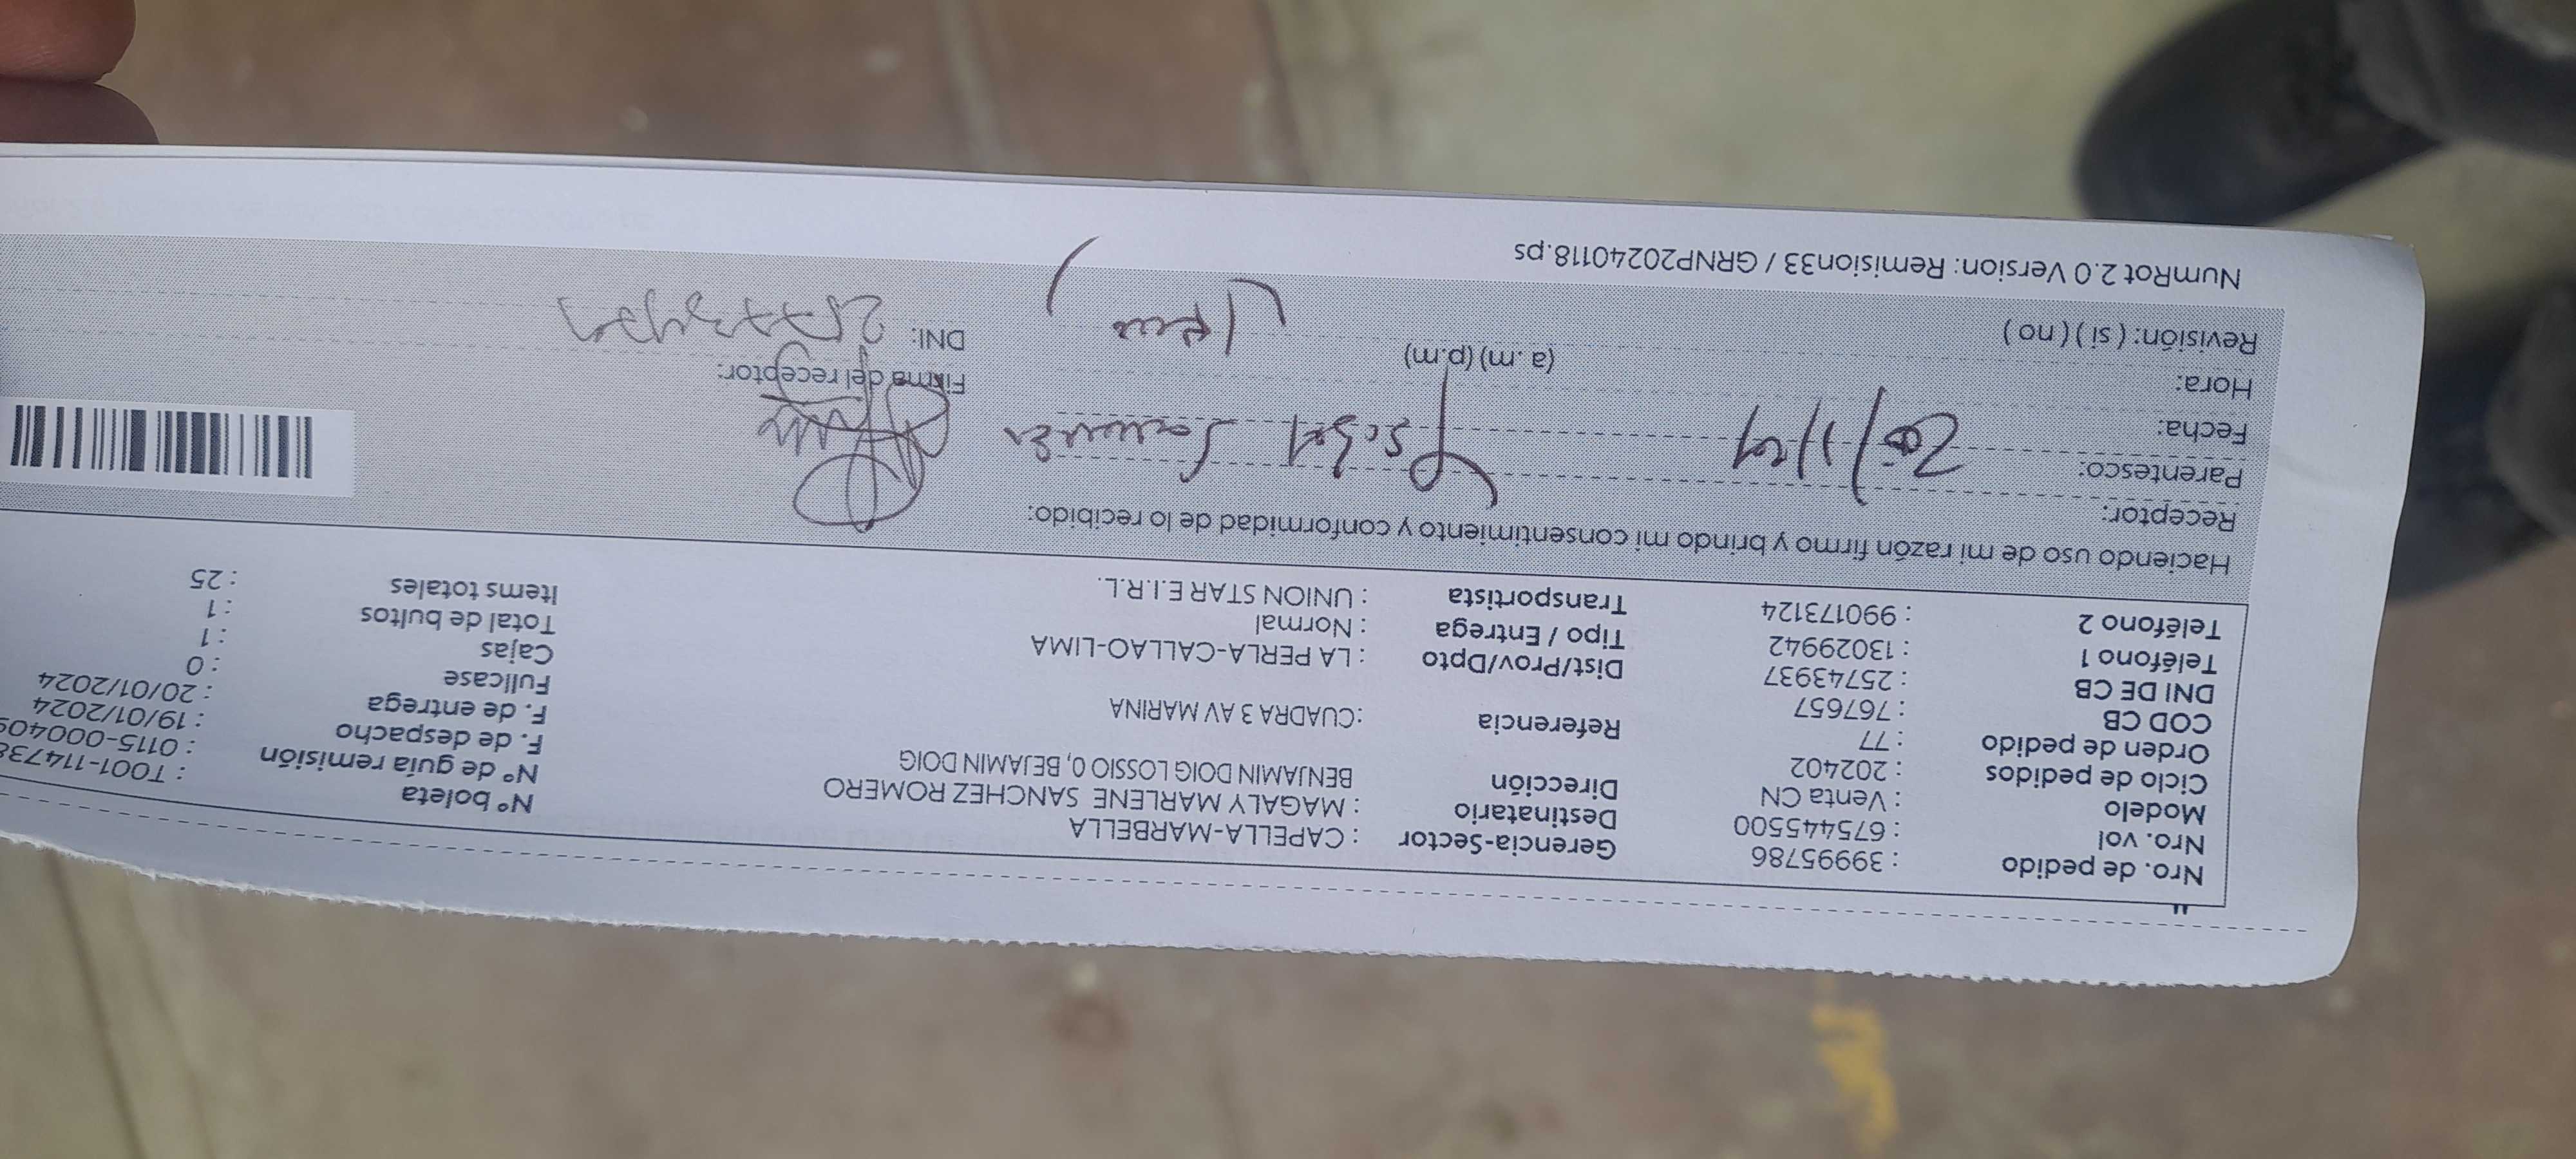 Nro. de pedido : 39995786 Gerencia-Sector : CAPELLA-MARBELLA
Nro. vol : 675445500 Destinatario : MAGALY MARLENE SANCHEZ ROMERO Nº boleta : T001-114738
Modelo : Venta CN Dirección BENJAMIN DOIG LOSSIO 0, BEJAMIN DOIG Nº de guía remisión : 0115-000409
Ciclo de pedidos : 202402 F. de despacho : 19/01/2024
Orden de pedido : 77 Referencia :CUADRA 3 AV MARINA F. de entrega : 20/01/2024
COD CB : 767657 Fullcase : 0
DNI DE CB : 25743937 Dist/Prov/Dpto : LA PERLA-CALLAO-LIMA Cajas : 1
Teléfono 1 : 13029942 Tipo / Entrega : Normal Total de bultos : 1
Teléfono 2 : 990173124 Transportista : UNION STAR E.I.R.L. Items totales : 25
Haciendo uso de mi razón firmo y brindo mi consentimiento y conformidad de lo recibido:
Receptor:
Parentesco:
Fecha:
Hora: (a .m) (p.m) Firma del receptor:
Revisión: ( si ) ( no ) DNI:
NumRot 2.0 Version: Remision33 / GRNP20240118.ps